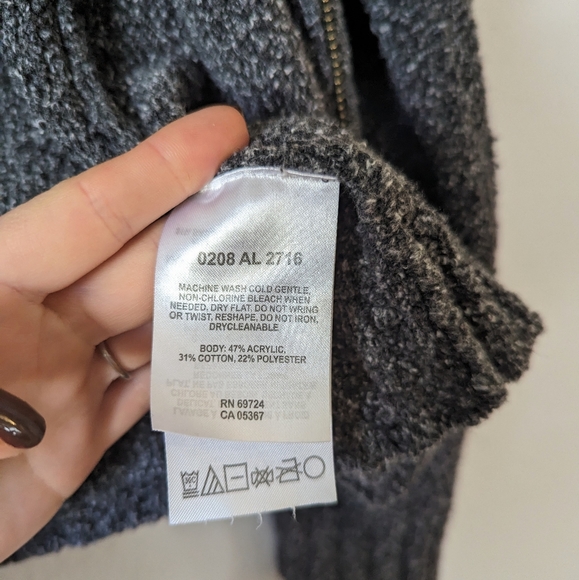 0208 AL 2716
MACHINE WASH COLD GENTLE,
NON-CHLORINE BLEACH WHEN
NEEDED, DRY FLAT. DO NOT WRING
OR TWIST, RESHAPE, DO NOT IRON,
DRYCLEANABLE
BODY: 47% ACRYLIC,
31% COTTON, 22% POLYESTER
RN 69724
CA 05367